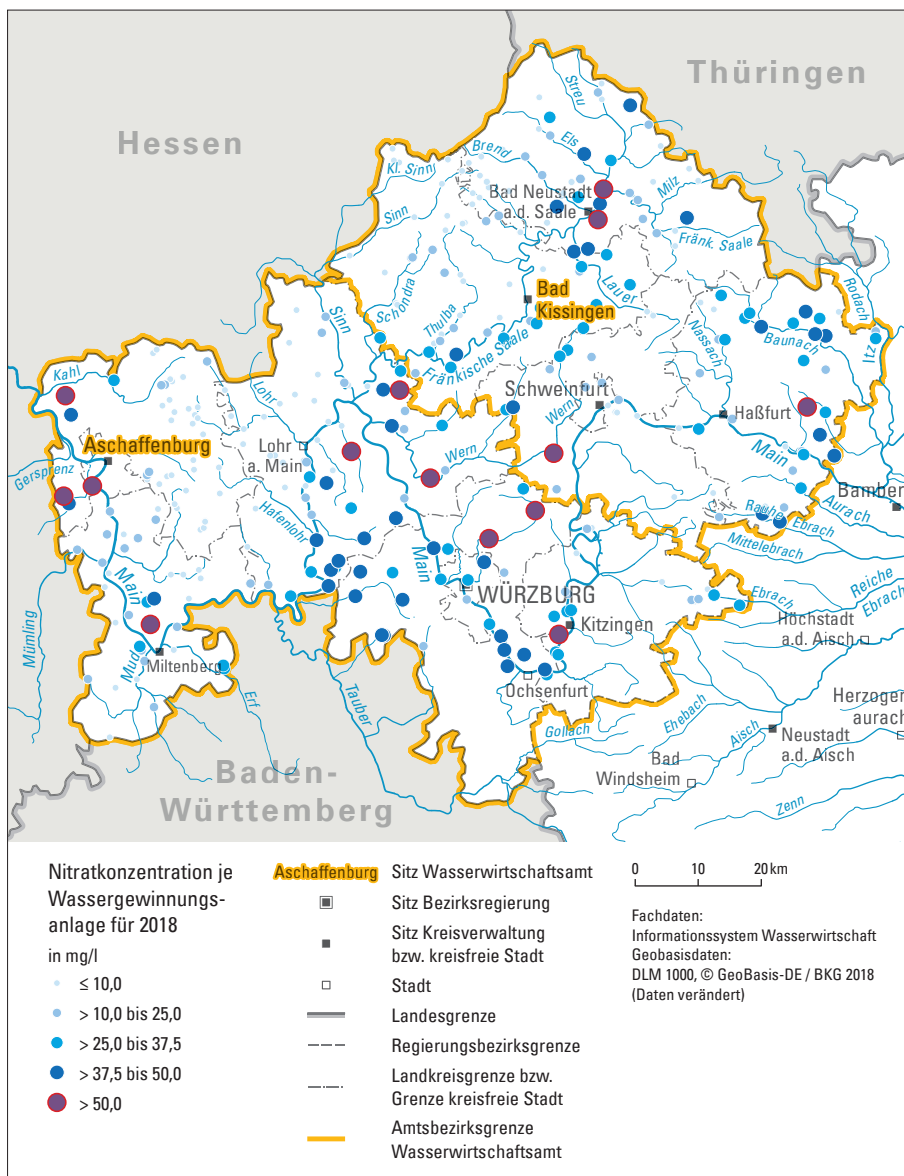 Thüringen
Hessen
Streu
Els
Brend
Kl. Sinn
Milz
Bad Neustadt
a.d. Saale
Sinn
Fränk. Saale
Rodach
Lauer
Bad
Kissingen
Sinn
Schondra
Thulba
Nassach
Baunach
Itz
Fränkische Saale
Kahl
Lohr
Schweinfurt
Wern
Haßfurt
Aschaffenburg
Lohr
a. Main
Wern
Main
Gersprenz
Bamber
Aurach
Hafenlohr
Rauhe Ebrach
Mittelebrach
Main
Main
Reiche
Ebrach
WÜRZBURG
Ebrach
Kitzingen
Höchstadt
a.d. Aisch
Mümling
Mud
Miltenberg
Erf
Tauber
Ochsenfurt
Herzogen
aurach
Gollach
Ehebach
Aisch
Neustadt
a.d. Aisch
Bad
Windsheim
Baden-
Württemberg
Zenn
Nitratkonzentration je
Wassergewinnungs-
anlage für 2018
in mg/l
≤ 10,0
> 10,0 bis 25,0
> 25,0 bis 37,5
> 37,5 bis 50,0
> 50,0
Aschaffenburg Sitz Wasserwirtschaftsamt
Sitz Bezirksregierung
Sitz Kreisverwaltung
bzw. kreisfreie Stadt
Stadt
Landesgrenze
Regierungsbezirksgrenze
Landkreisgrenze bzw.
Grenze kreisfreie Stadt
Amtsbezirksgrenze
Wasserwirtschaftsamt
0 10 20 km
Fachdaten:
Informationssystem Wasserwirtschaft
Geobasisdaten:
DLM 1000, © GeoBasis-DE / BKG 2018
(Daten verändert)